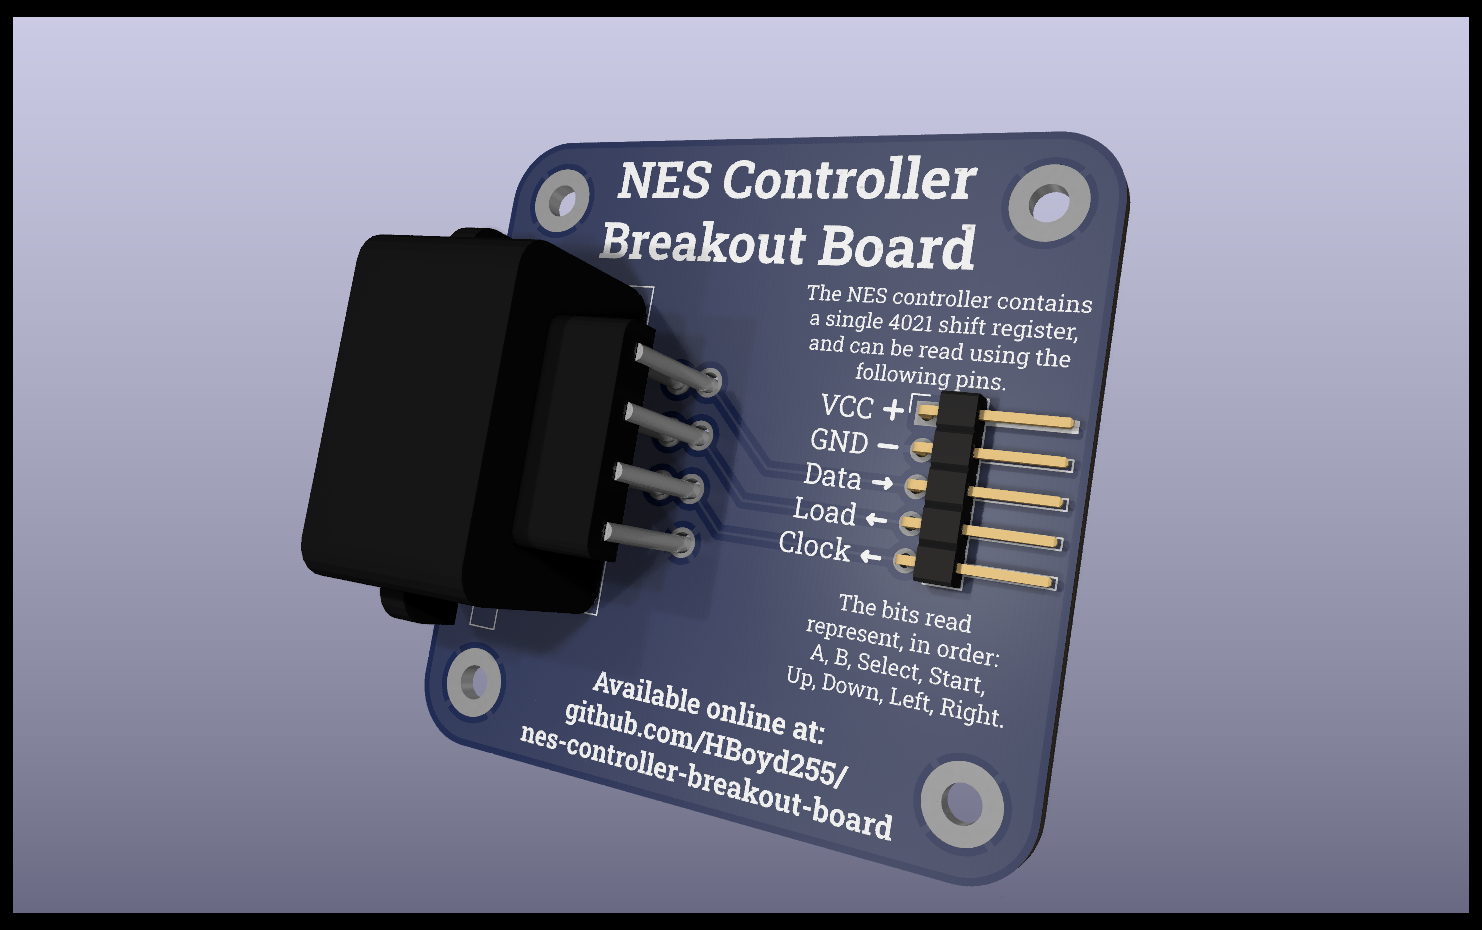 NES Controller
Breakout Board
The NES controller contains
a single 4021 shift register,
and can be read using the
following pins.
VCC +
GND −
Data →
Load ←
Clock ←
The bits read
represent, in order:
A, B, Select, Start,
Up, Down, Left, Right.
Available online at:
github.com/HBoyd255/
nes-controller-breakout-board